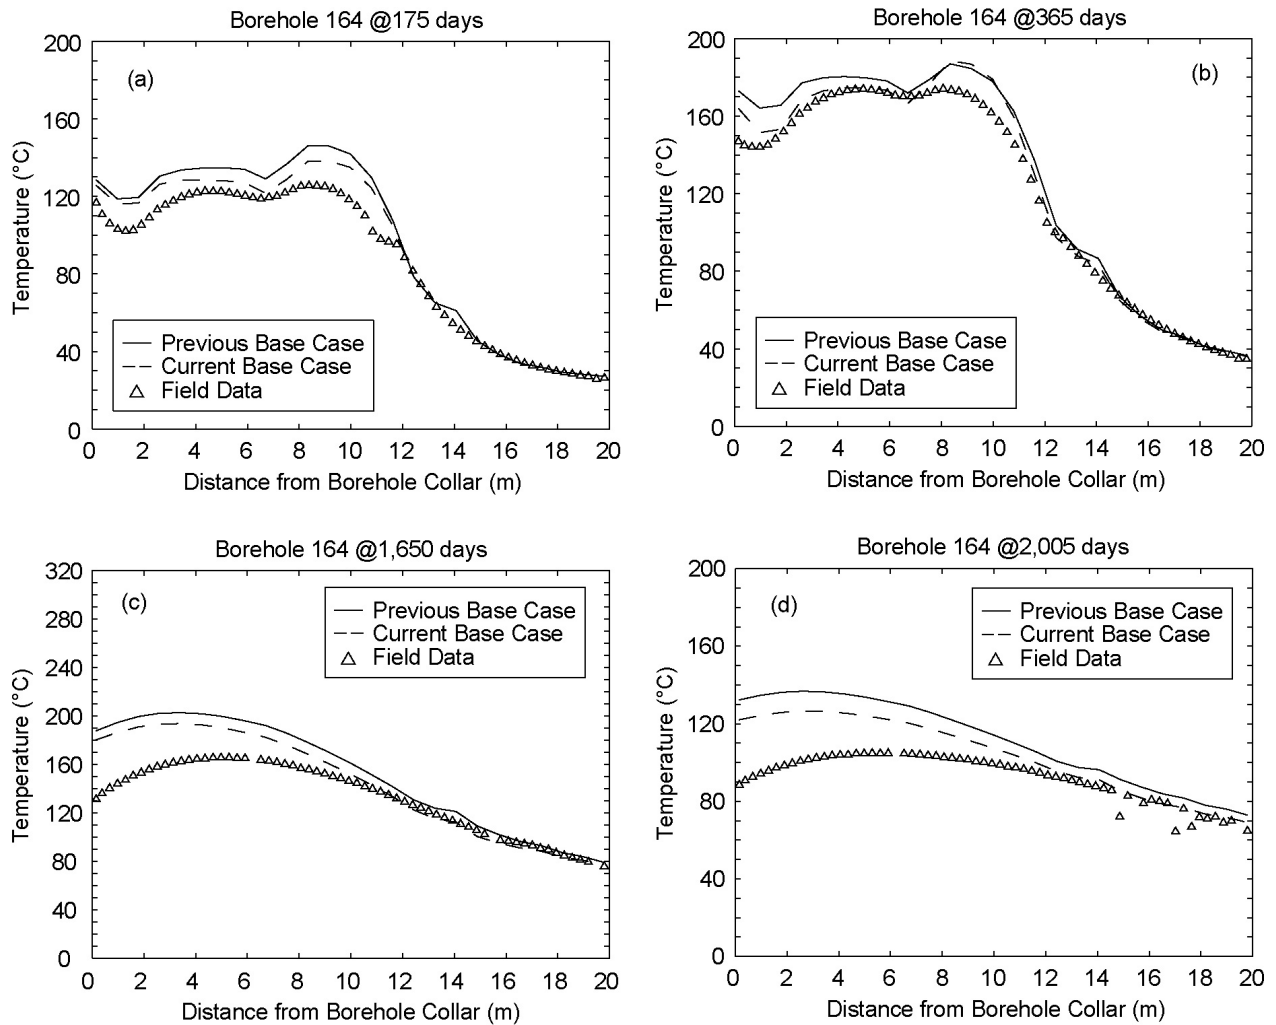 Borehole 164 @175 days
(a)
Temperature (°C)
200
160
120
80
40
0
Previous Base Case
Current Base Case
Field Data
0 2 4 6 8 10 12 14 16 18 20
Distance from Borehole Collar (m)
Borehole 164 @365 days
(b)
Temperature (°C)
200
160
120
80
40
0
Previous Base Case
Current Base Case
Field Data
0 2 4 6 8 10 12 14 16 18 20
Distance from Borehole Collar (m)
Borehole 164 @1,650 days
(c)
Temperature (°C)
320
280
240
200
160
120
80
40
0
Previous Base Case
Current Base Case
Field Data
0 2 4 6 8 10 12 14 16 18 20
Distance from Borehole Collar (m)
Borehole 164 @2,005 days
(d)
Temperature (°C)
200
160
120
80
40
0
Previous Base Case
Current Base Case
Field Data
0 2 4 6 8 10 12 14 16 18 20
Distance from Borehole Collar (m)